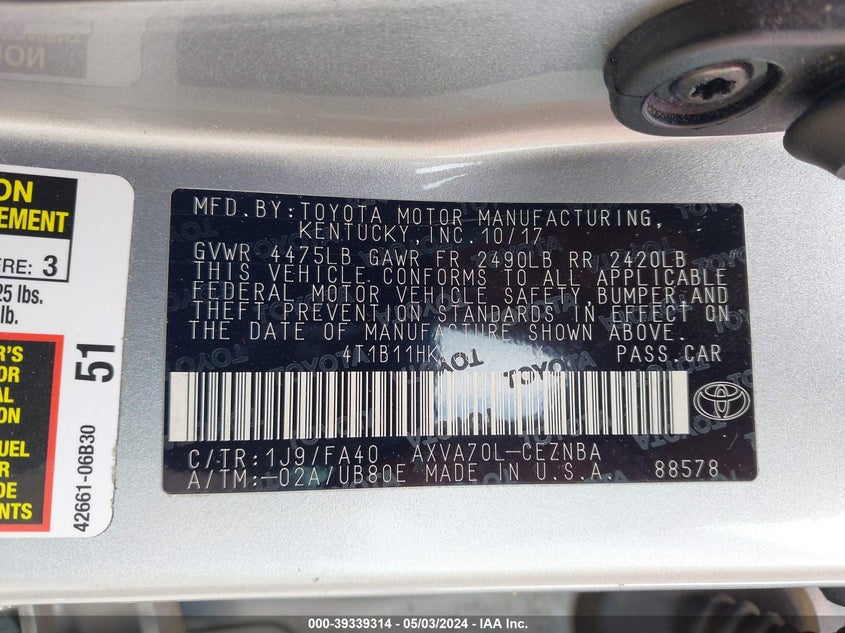 ON
EMENT
ERE: 3
25 lbs.
lb.
51
42661-06B30
MFD.BY:TOYOTA MOTOR MANUFACTURING,
KENTUCKY,INC.10/17
GVWR 4475LB GAWR FR 2490LB RR 2420LB
THIS VEHICLE CONFORMS TO ALL APPLICABLE
FEDERAL MOTOR VEHICLE SAFETY,BUMPER,AND
THEFT PREVENTION STANDARDS IN EFFECT ON
THE DATE OF MANUFACTURE SHOWN ABOVE.
4T1B11HK
PASS.CAR
TOYOTA
C/TR:1J9/FA40 AXVA70L-CEZNBA
A/TM:-02A/UB80E MADE IN U.S.A. 88578
000-39339314 - 05/03/2024 - IAA Inc.